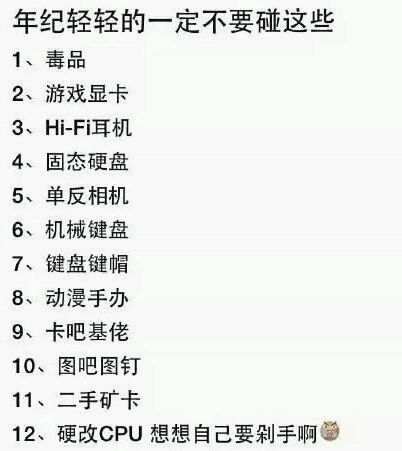 年纪轻轻的一定不要碰这些
1、毒品
2、游戏显卡
3、Hi-Fi耳机
4、固态硬盘
5、单反相机
6、机械键盘
7、键盘键帽
8、动漫手办
9、卡吧基佬
10、图吧图钉
11、二手矿卡
12、硬改CPU 想想自己要剁手啊